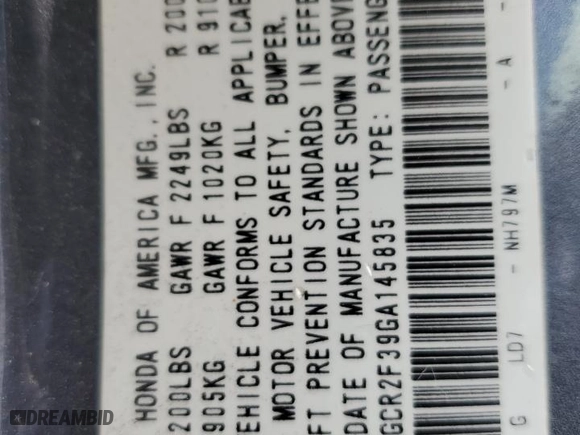 HONDA OF AMERICA MFG., INC.
200LBS GAWR F 2249LBS R 200
905KG GAWR F 1020KG R 910
EHICLE CONFORMS TO ALL APPLICAB
MOTOR VEHICLE SAFETY, BUMPER,
FT PREVENTION STANDARDS IN EFFE
DATE OF MANUFACTURE SHOWN ABOVE
GCR2F39GA145835 TYPE: PASSENG
G LD7 - NH797M - A
DREAMBID